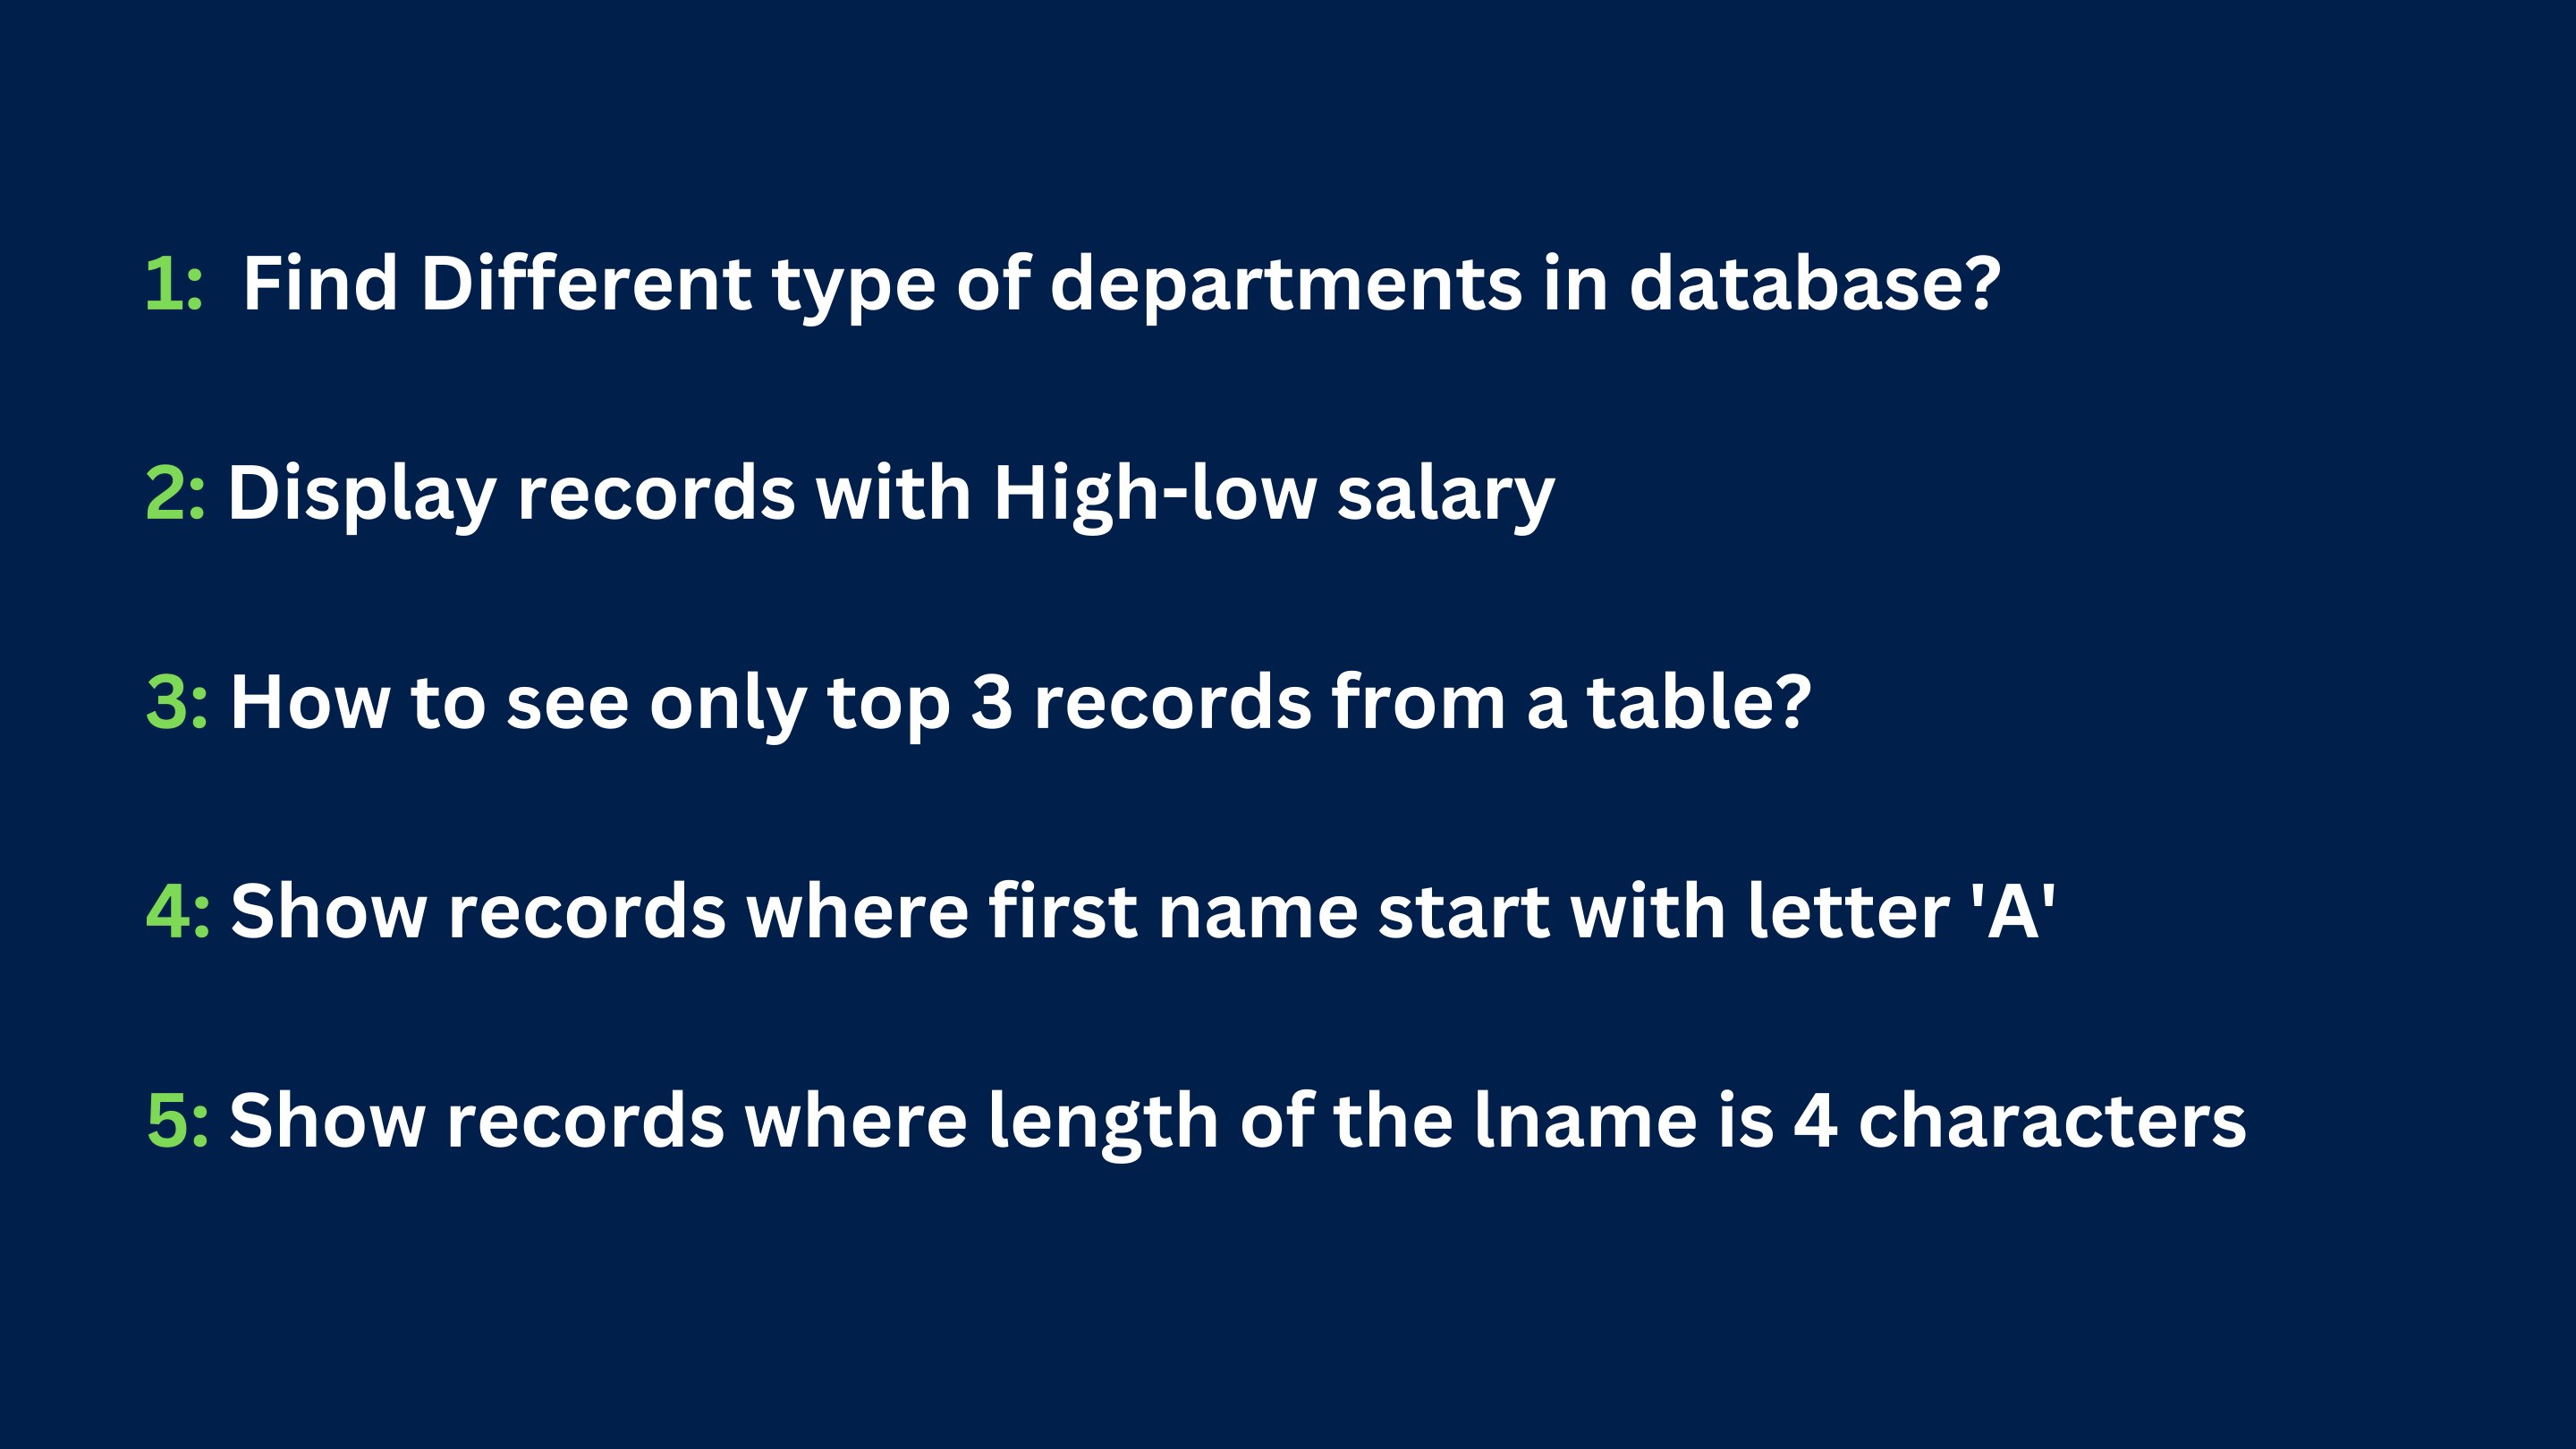 1: Find Different type of departments in database?
2: Display records with High-low salary
3: How to see only top 3 records from a table?
4: Show records where first name start with letter 'A'
5: Show records where length of the lname is 4 characters